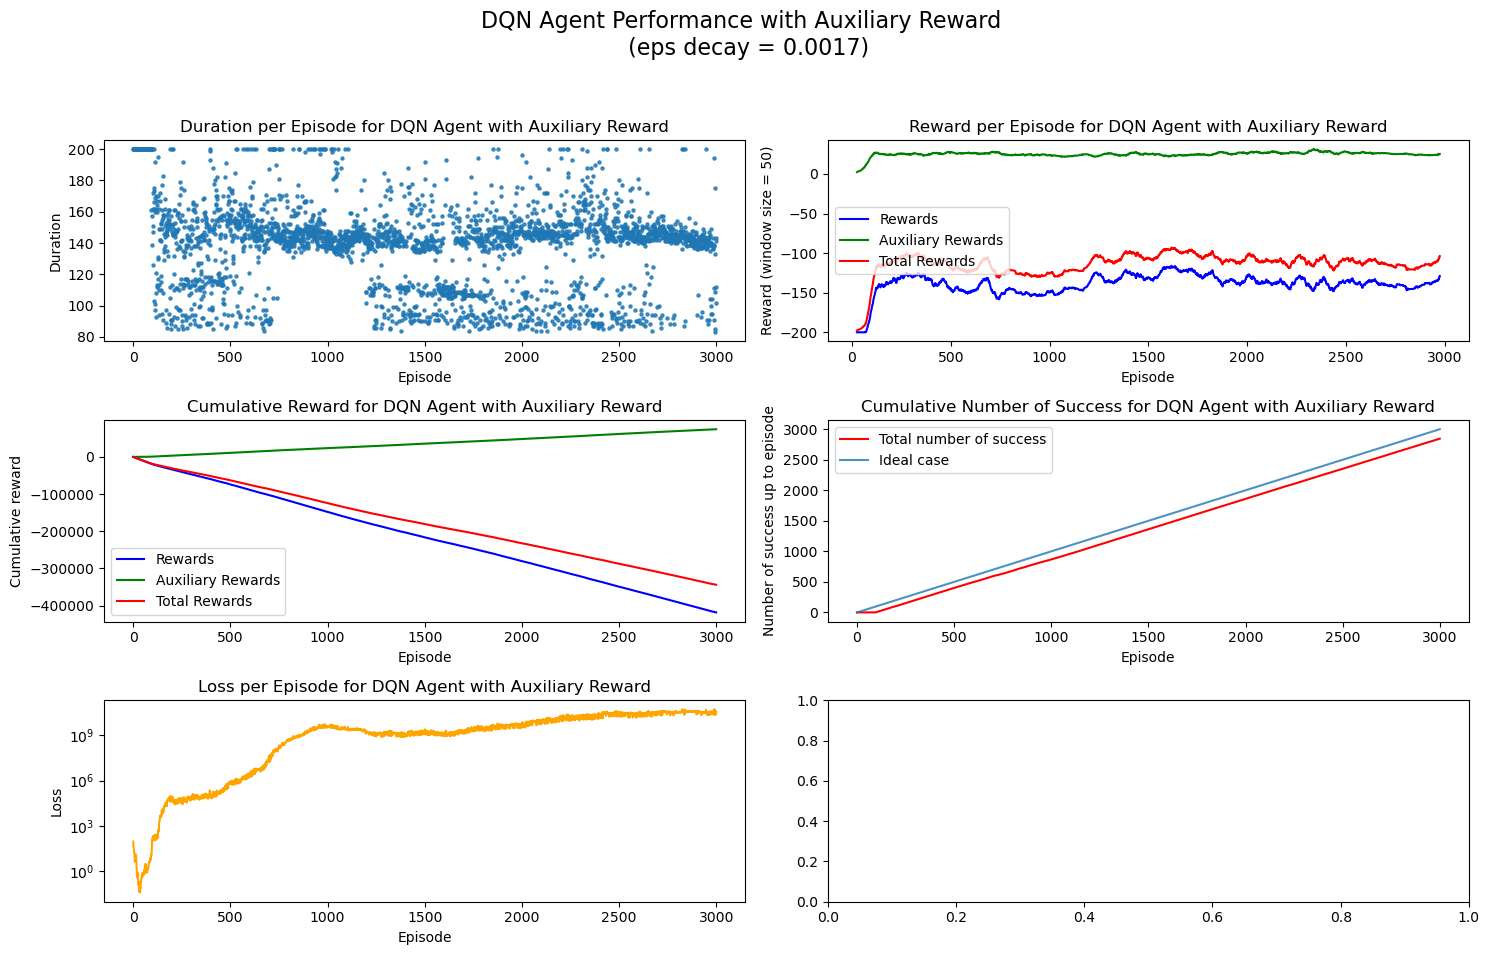 DQN Agent Performance with Auxiliary Reward
(eps decay = 0.0017)
Duration per Episode for DQN Agent with Auxiliary Reward
Duration
200
180
160
140
120
100
80
0 500 1000 1500 2000 2500 3000
Episode
Reward per Episode for DQN Agent with Auxiliary Reward
Reward (window size = 50)
0
−50
−100
−150
−200
Rewards
Auxiliary Rewards
Total Rewards
0 500 1000 1500 2000 2500 3000
Episode
Cumulative Reward for DQN Agent with Auxiliary Reward
Cumulative reward
0
−100000
−200000
−300000
−400000
Rewards
Auxiliary Rewards
Total Rewards
0 500 1000 1500 2000 2500 3000
Episode
Cumulative Number of Success for DQN Agent with Auxiliary Reward
Number of success up to episode
3000
2500
2000
1500
1000
500
0
Total number of success
Ideal case
0 500 1000 1500 2000 2500 3000
Episode
Loss per Episode for DQN Agent with Auxiliary Reward
Loss
10⁹
10⁶
10³
10⁰
0 500 1000 1500 2000 2500 3000
Episode
1.0
0.8
0.6
0.4
0.2
0.0
0.0 0.2 0.4 0.6 0.8 1.0